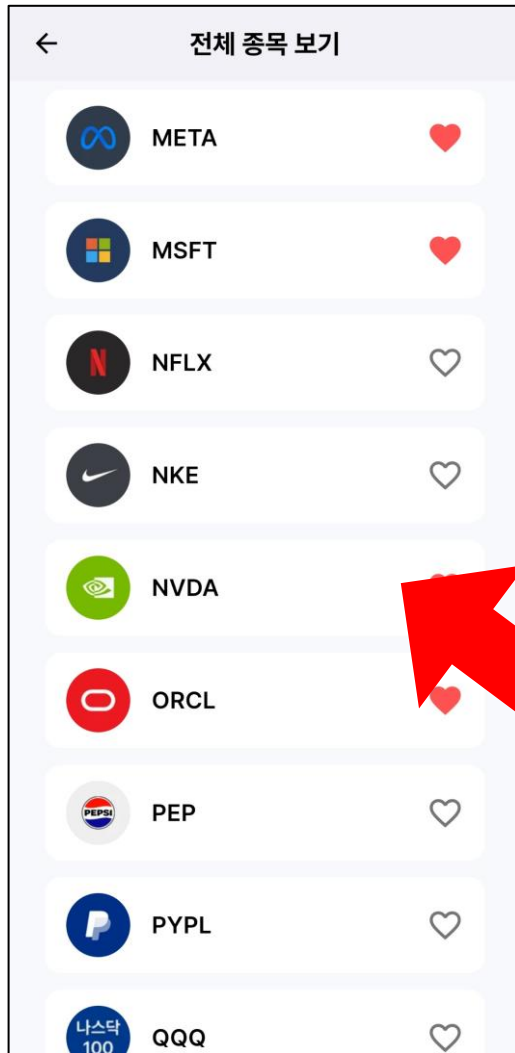 전체 종목 보기
META
MSFT
N NFLX
NKE
NVDA
ORCL
PEPSI PEP
P PYPL
나스닥
100 QQQ